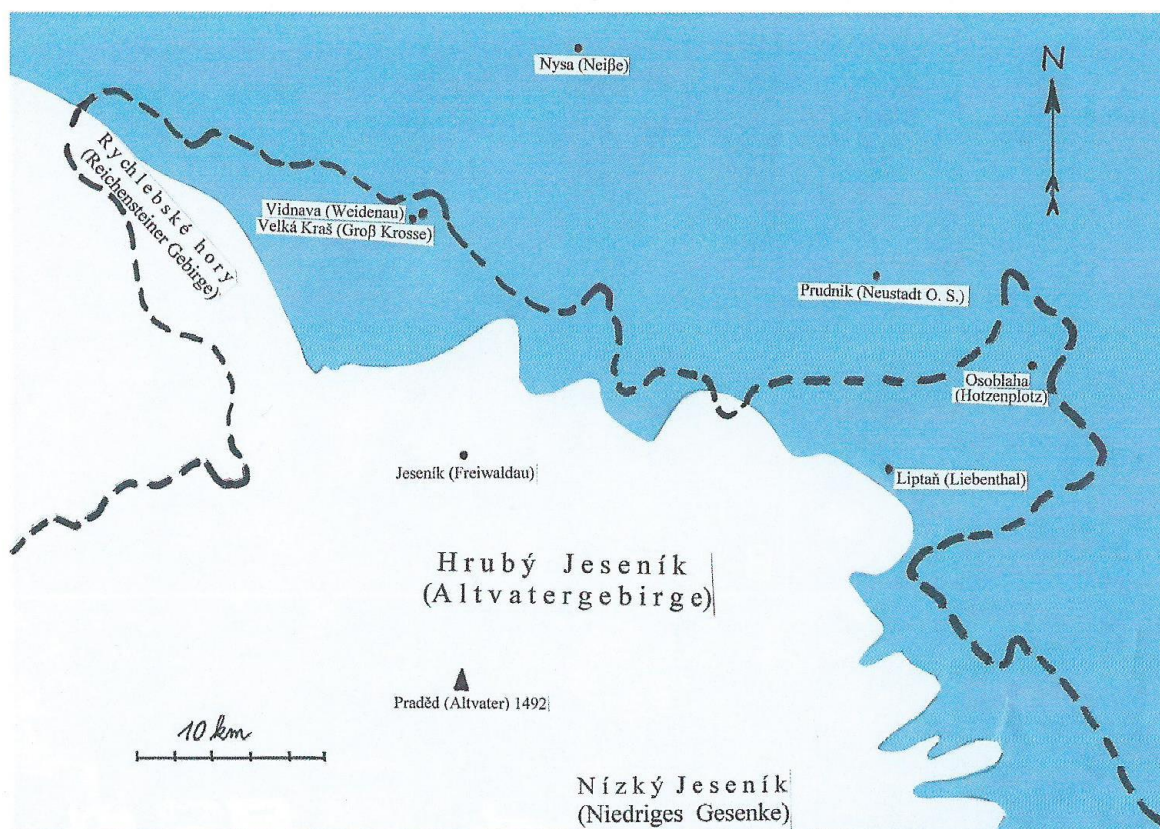 Nysa (Neiße)
N
Rychlebské hory
(Reichensteiner Gebirge)
Vidnava (Weidenau)
Velká Kraš (Groß Krosse)
Prudnik (Neustadt O. S.)
Osoblaha
(Hotzenplotz)
Jeseník (Freiwaldau)
Liptaň (Liebenthal)
Hrubý Jeseník
(Altvatergebirge)
Praděd (Altvater) 1492
10 km
Nízký Jeseník
(Niedriges Gesenke)